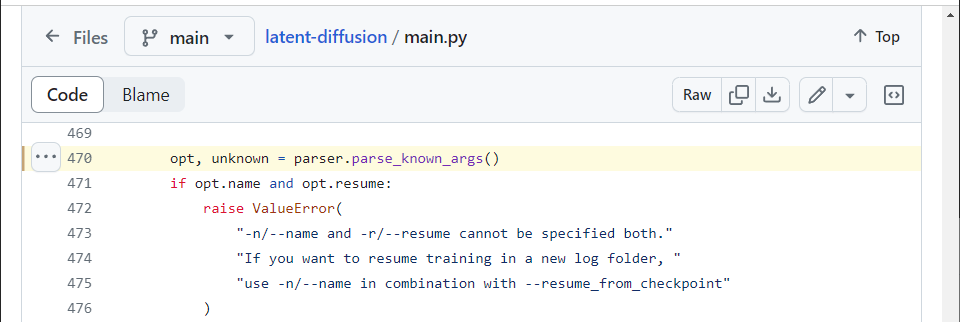 Files main latent-diffusion / main.py Top
Code Blame Raw
469
470 opt, unknown = parser.parse_known_args()
471 if opt.name and opt.resume:
472 raise ValueError(
473 "-n/--name and -r/--resume cannot be specified both."
474 "If you want to resume training in a new log folder, "
475 "use -n/--name in combination with --resume_from_checkpoint"
476 )